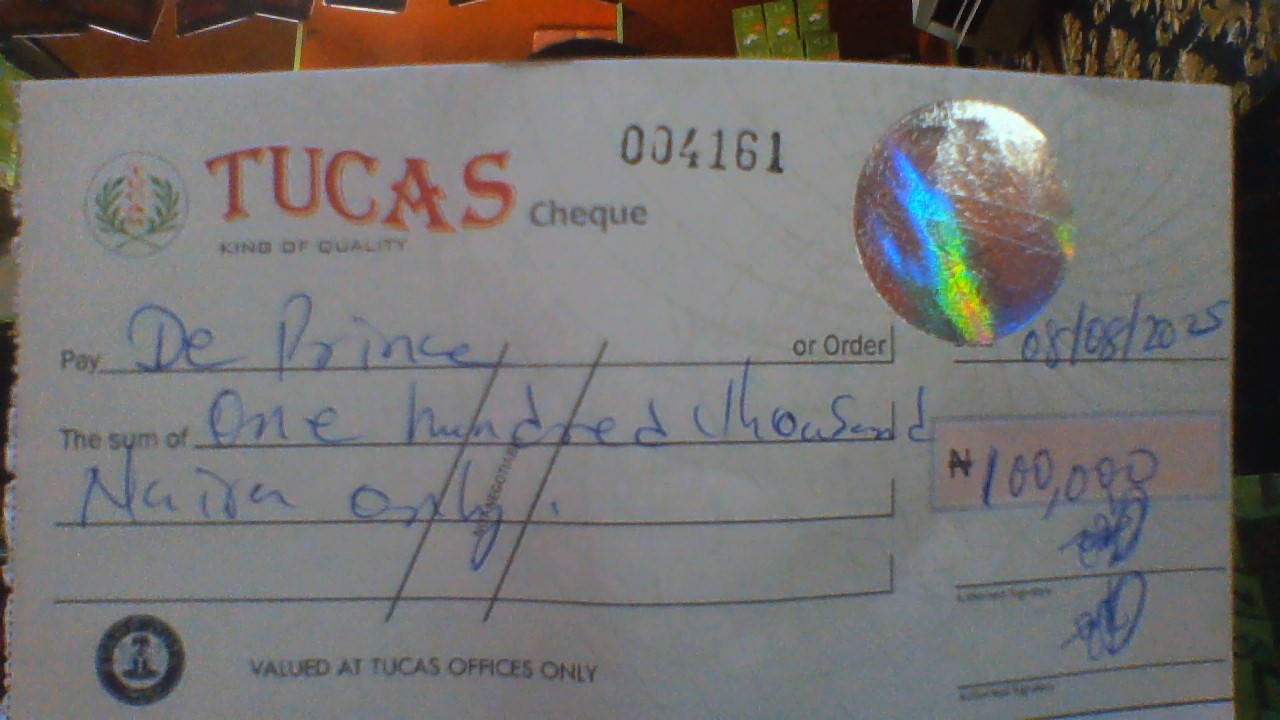 004161
TUCAS Cheque
KING OF QUALITY
08/08/2025
Pay De Prince or Order
The sum of One hundred thousand
Naira only.
₦100,000
VALUED AT TUCAS OFFICES ONLY